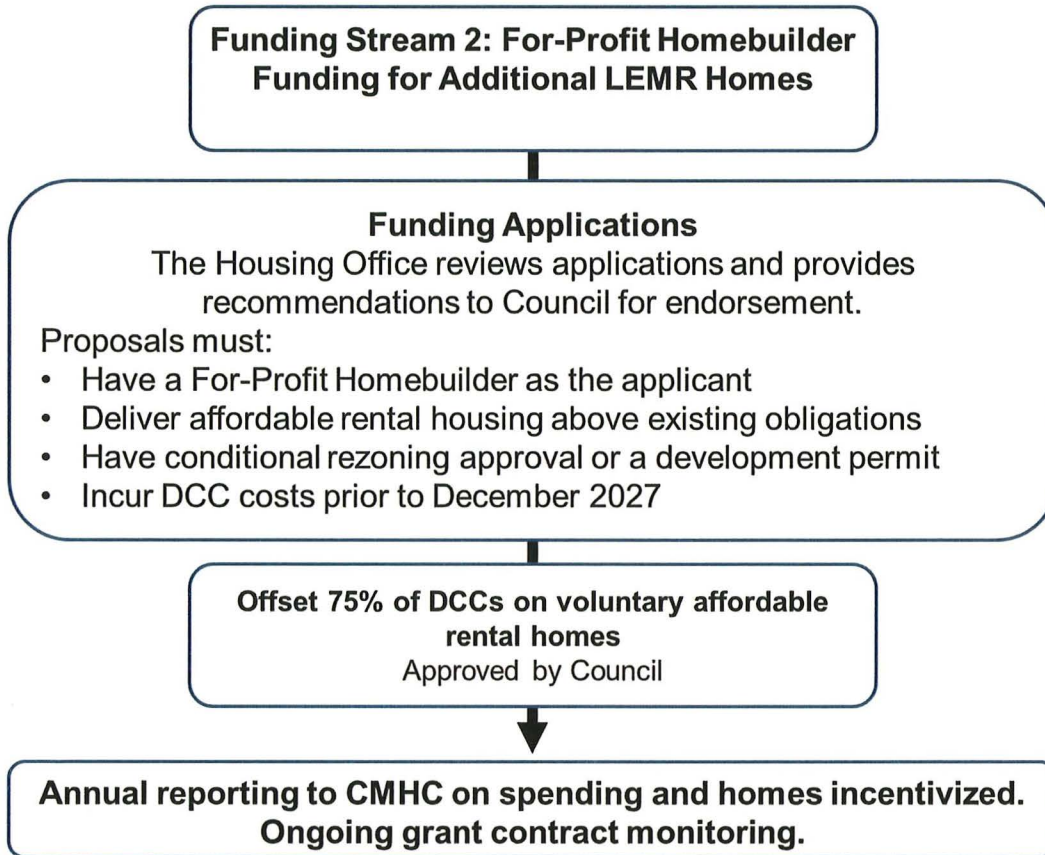 Funding Stream 2: For-Profit Homebuilder
Funding for Additional LEMR Homes
Funding Applications
The Housing Office reviews applications and provides
recommendations to Council for endorsement.
Proposals must:
• Have a For-Profit Homebuilder as the applicant
• Deliver affordable rental housing above existing obligations
• Have conditional rezoning approval or a development permit
• Incur DCC costs prior to December 2027
Offset 75% of DCCs on voluntary affordable
rental homes
Approved by Council
Annual reporting to CMHC on spending and homes incentivized.
Ongoing grant contract monitoring.